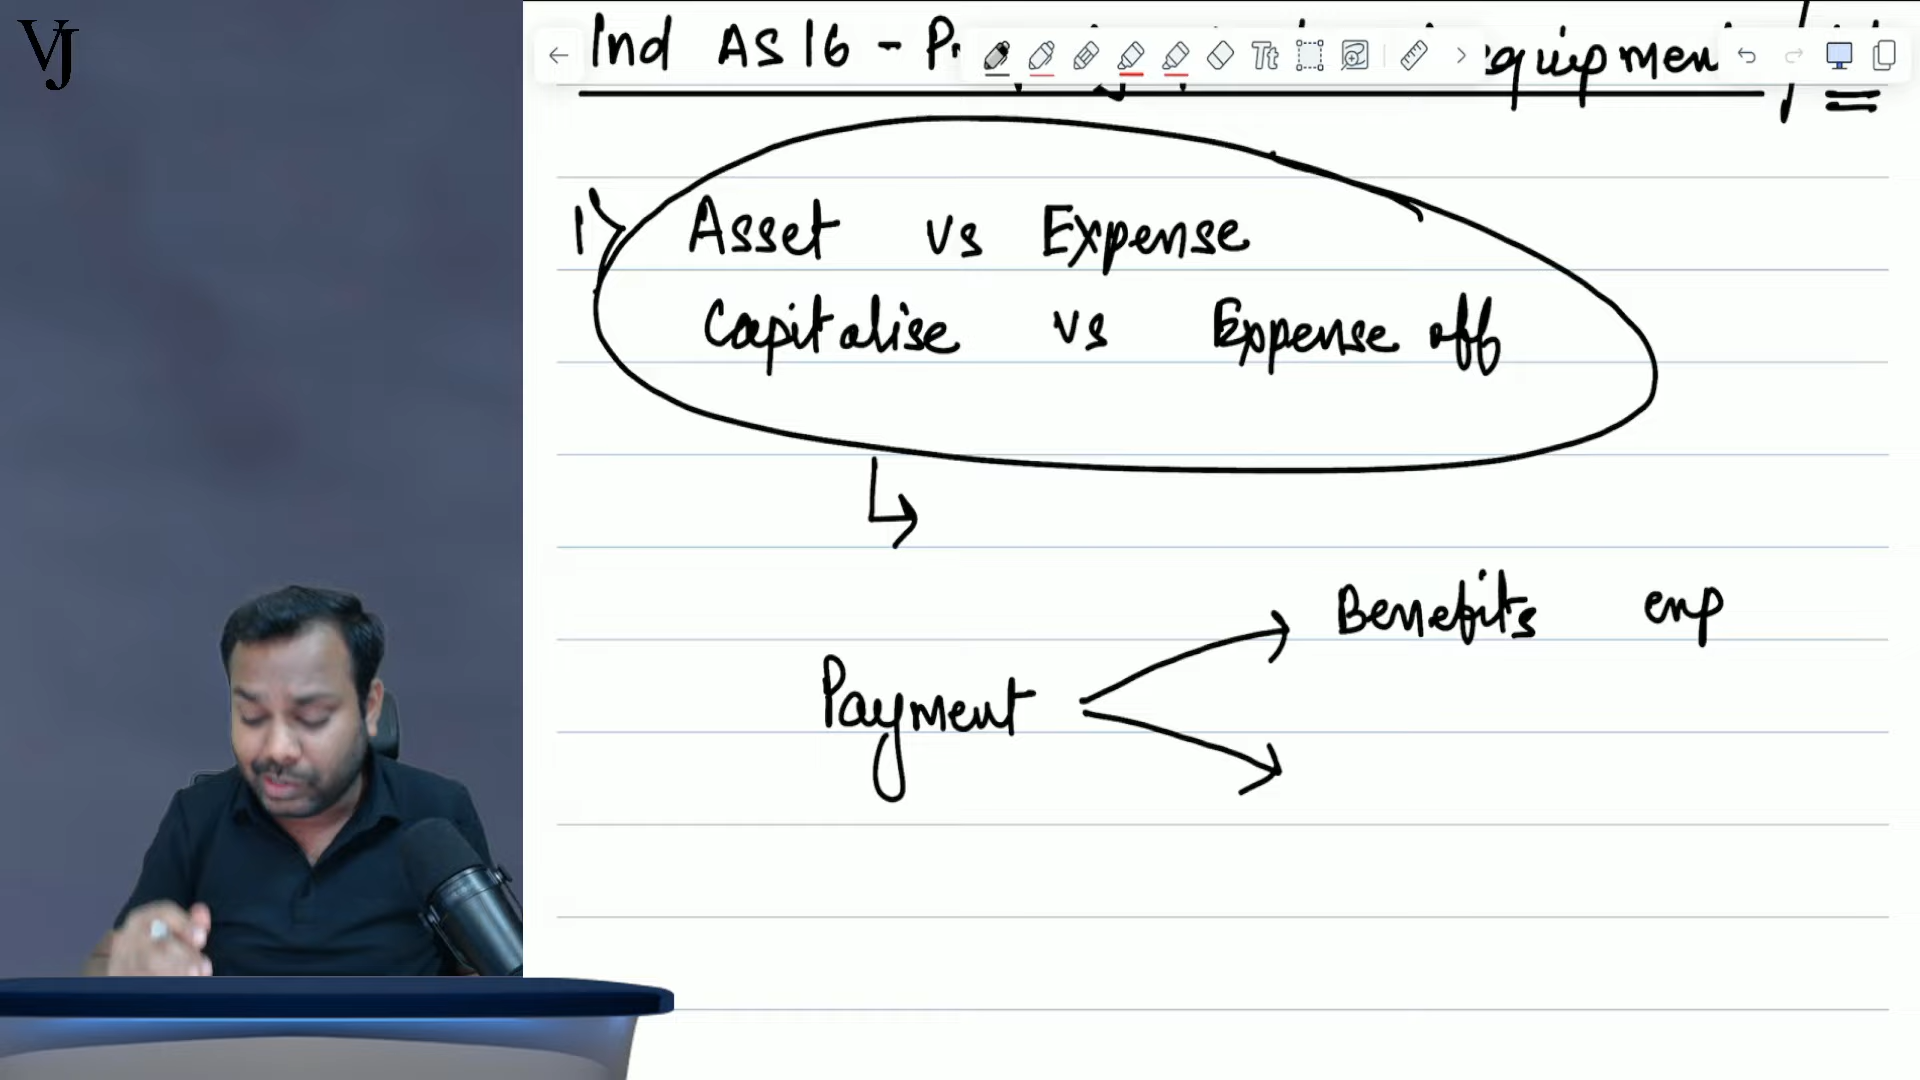 VJ
Ind AS 16 - quipmen
1) Asset vs Expense
Capitalise vs Expense off
Benefits enp
Payment